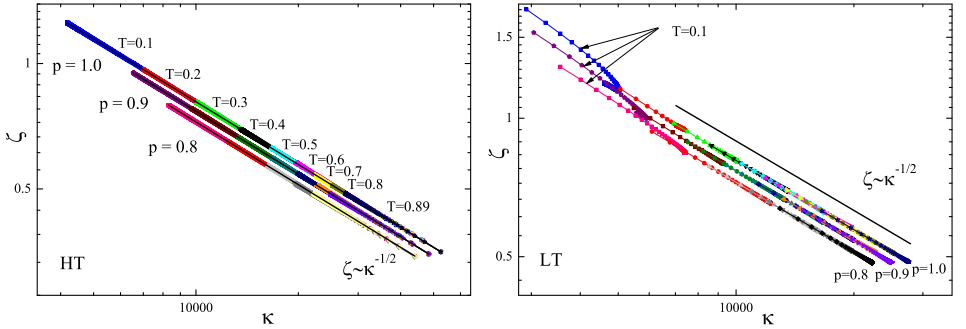 T=0.1
p = 1.0
T=0.2
p = 0.9
T=0.3
p = 0.8
T=0.4
T=0.5
T=0.6
T=0.7
T=0.8
T=0.89
HT
ζ~κ^-1/2
1
0.5
ζ
10000
κ
T=0.1
ζ~κ^-1/2
LT
p=0.8 p=0.9 p=1.0
1.5
1
0.5
ζ
10000
κ